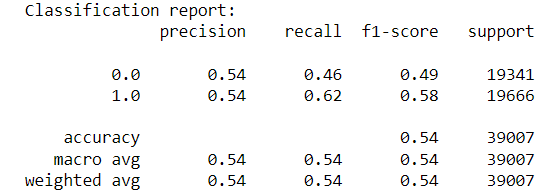 Classification report:
precision recall f1-score support
0.0 0.54 0.46 0.49 19341
1.0 0.54 0.62 0.58 19666
accuracy 0.54 39007
macro avg 0.54 0.54 0.54 39007
weighted avg 0.54 0.54 0.54 39007